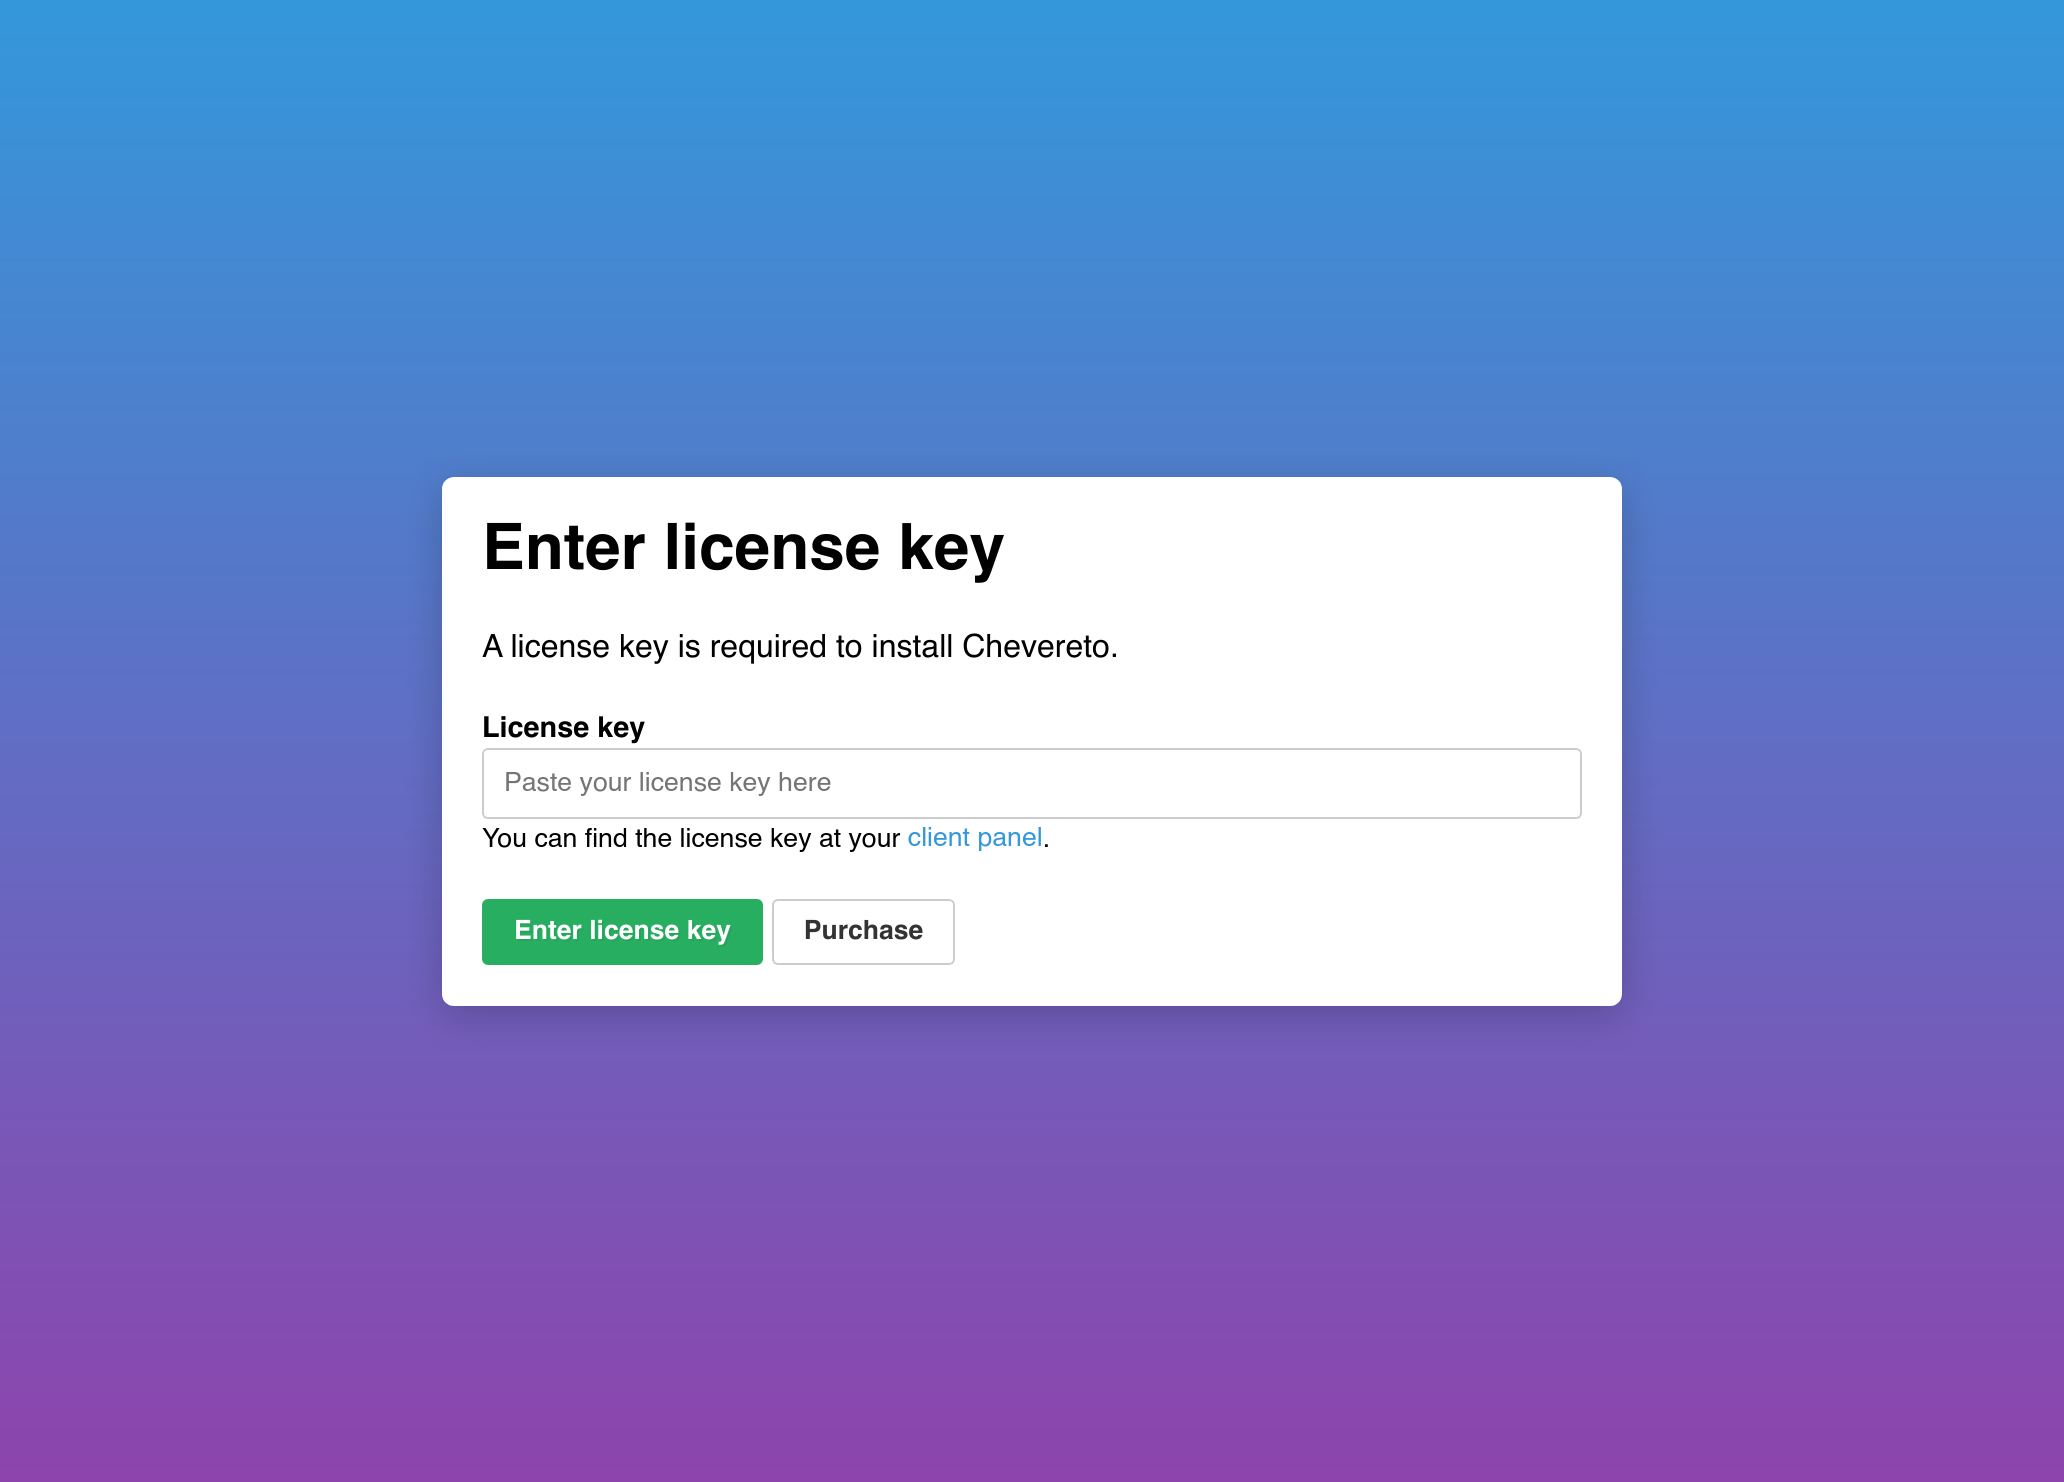 Enter license key
A license key is required to install Chevereto.
License key
Paste your license key here
You can find the license key at your client panel.
Enter license key
Purchase